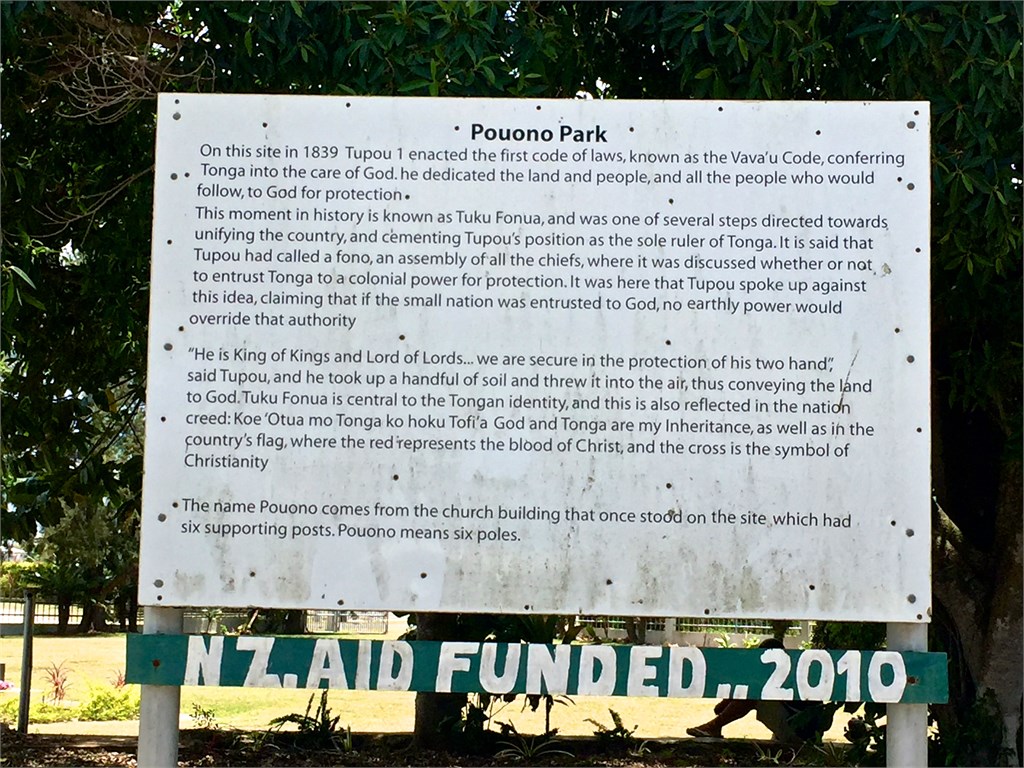 Pouono Park
On this site in 1839 Tupou 1 enacted the first code of laws, known as the Vava'u Code, conferring
Tonga into the care of God. he dedicated the land and people, and all the people who would
follow, to God for protection
This moment in history is known as Tuku Fonua, and was one of several steps directed towards
unifying the country, and cementing Tupou's position as the sole ruler of Tonga. It is said that
Tupou had called a fono, an assembly of all the chiefs, where it was discussed whether or not
to entrust Tonga to a colonial power for protection. It was here that Tupou spoke up against
this idea, claiming that if the small nation was entrusted to God, no earthly power would
override that authority
"He is King of Kings and Lord of Lords... we are secure in the protection of his two hand",
said Tupou, and he took up a handful of soil and threw it into the air, thus conveying the land
to God. Tuku Fonua is central to the Tongan identity, and this is also reflected in the nation
creed: Koe 'Otua mo Tonga ko hoku Tofi'a God and Tonga are my Inheritance, as well as in the
country's flag, where the red represents the blood of Christ, and the cross is the symbol of
Christianity
The name Pouono comes from the church building that once stood on the site which had
six supporting posts. Pouono means six poles.
NZ.AID FUNDED,, 2010